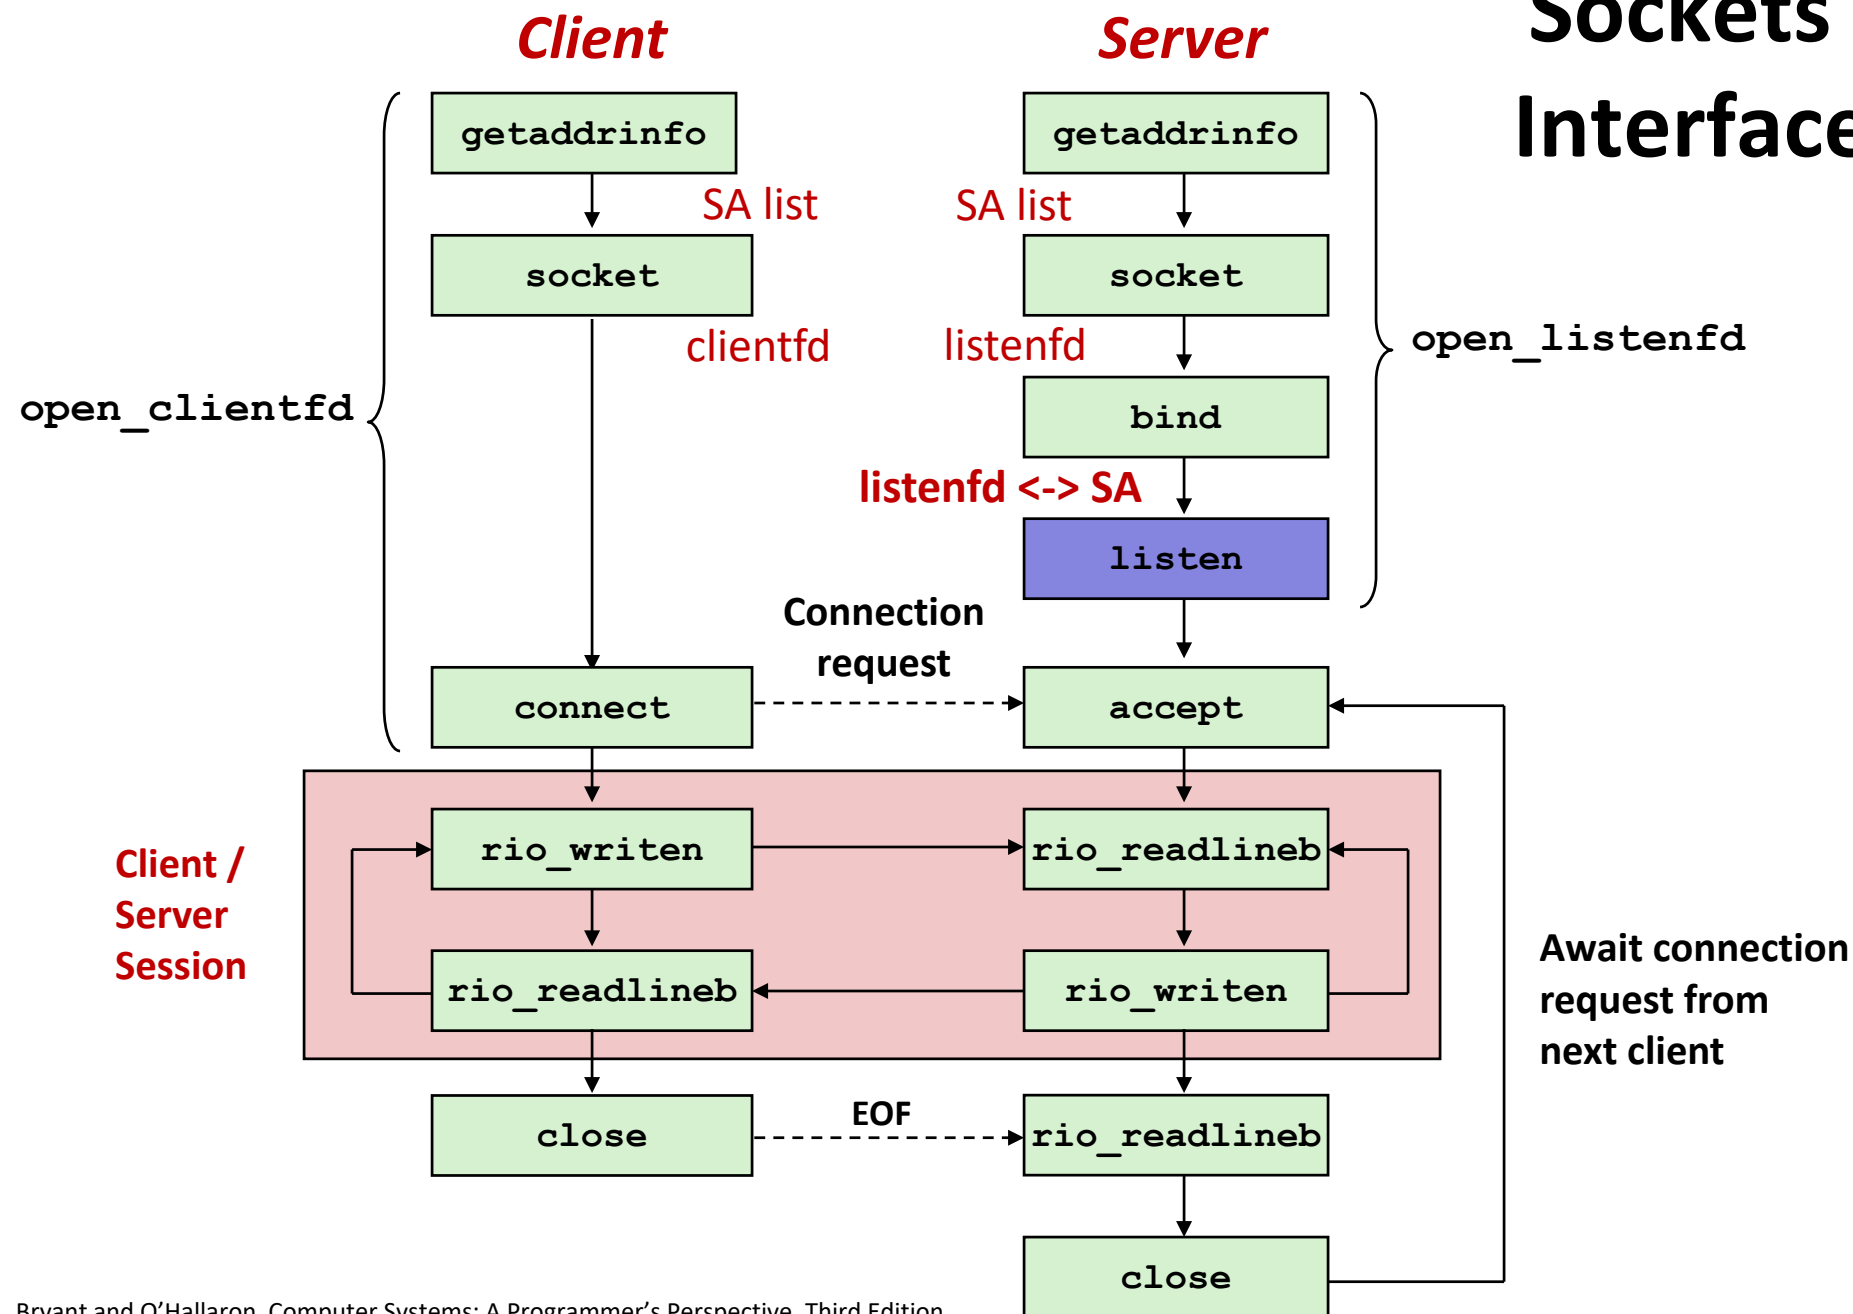 Sockets
Interface
Client
Server
getaddrinfo
getaddrinfo
SA list
SA list
socket
socket
clientfd
listenfd
open_listenfd
open_clientfd
bind
listenfd <-> SA
listen
Connection
request
connect
accept
Client /
Server
Session
rio_writen
rio_readlineb
rio_readlineb
rio_writen
Await connection
request from
next client
close
EOF
rio_readlineb
close
Bryant and O'Hallaron, Computer Systems: A Programmer's Perspective, Third Edition